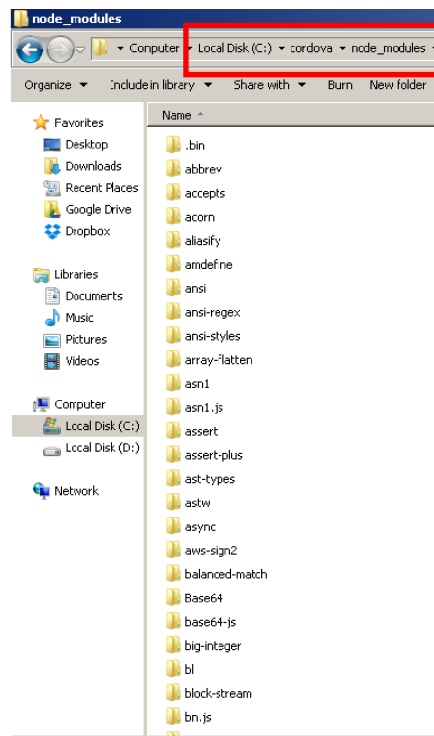 node_modules
Computer Local Disk (C:) cordova node_modules
Organize Include in library Share with Burn New folder
Favorites
Desktop
Downloads
Recent Places
Google Drive
Dropbox
Libraries
Documents
Music
Pictures
Videos
Computer
Local Disk (C:)
Local Disk (D:)
Network
Name
.bin
abbrev
accepts
acorn
aliasify
amdefine
ansi
ansi-regex
ansi-styles
array-flatten
asn1
asn1.js
assert
assert-plus
ast-types
astw
async
aws-sign2
balanced-match
Base64
base64-js
big-integer
bl
block-stream
bn.js